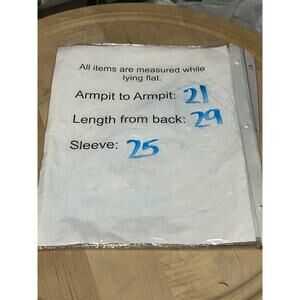 All items are measured while
lying flat.
Armpit to Armpit: 21
Length from back: 29
Sleeve: 25